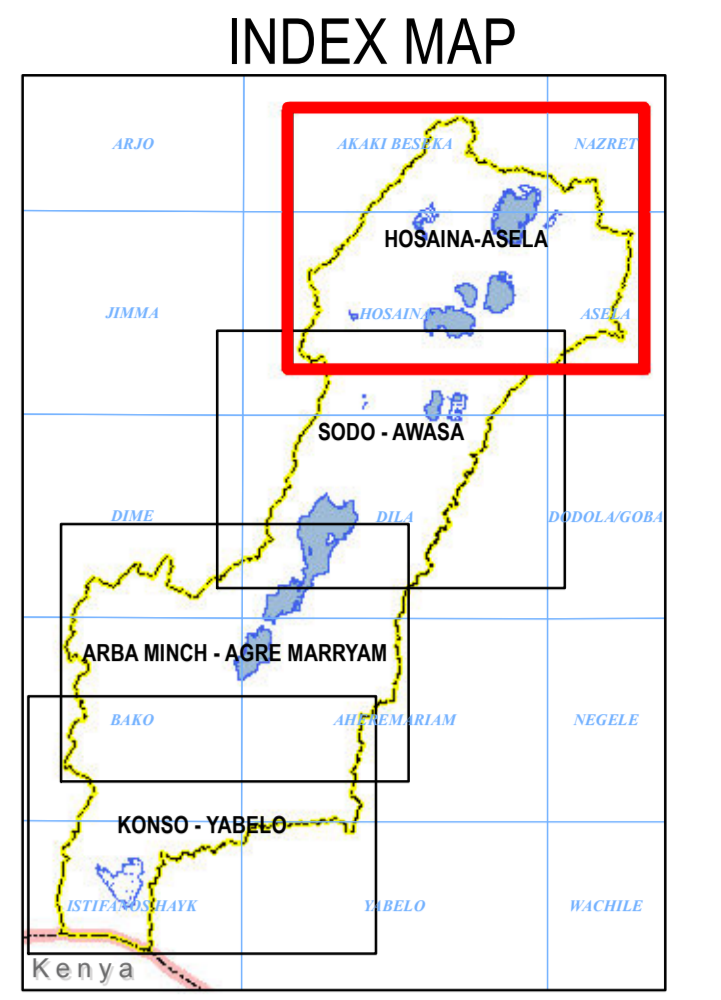 INDEX MAP
ARJO
AKAKI BESEKA
NAZRET
HOSAINA-ASELA
JIMMA
HOSAINA
ASELA
SODO - AWASA
DIME
DILA
DODOLA/GOBA
ARBA MINCH - AGRE MARRYAM
BAKO
AHEREMARIAM
NEGELE
KONSO - YABELO
ISTIFANOS HAYK
YABELO
WACHILE
Kenya